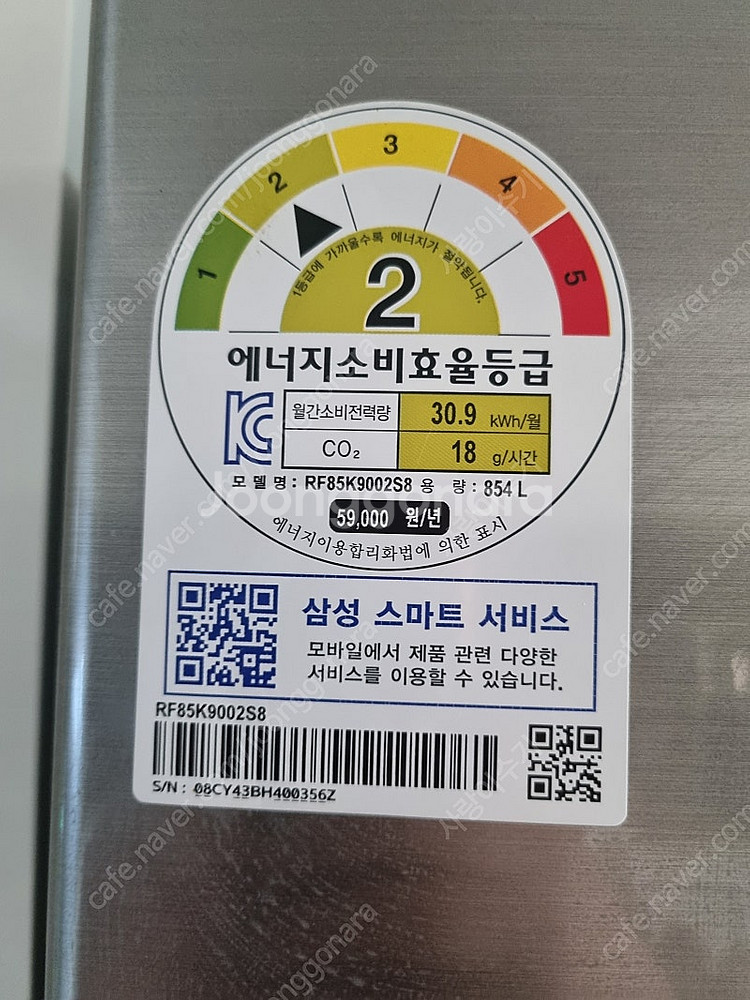 1 2 3 4 5
1등급에 가까울수록 에너지가 절약됩니다.
2
에너지소비효율등급
월간소비전력량 30.9 kWh/월
CO₂ 18 g/시간
모 델 명 : RF85K9002S8 용 량 : 854 L
59,000 원/년
에너지이용합리화법에 의한 표시
삼성 스마트 서비스
모바일에서 제품 관련 다양한
서비스를 이용할 수 있습니다.
RF85K9002S8
S/N : 08CY43BH400356Z
Joonggonara
cafe.naver.com/joonggonara